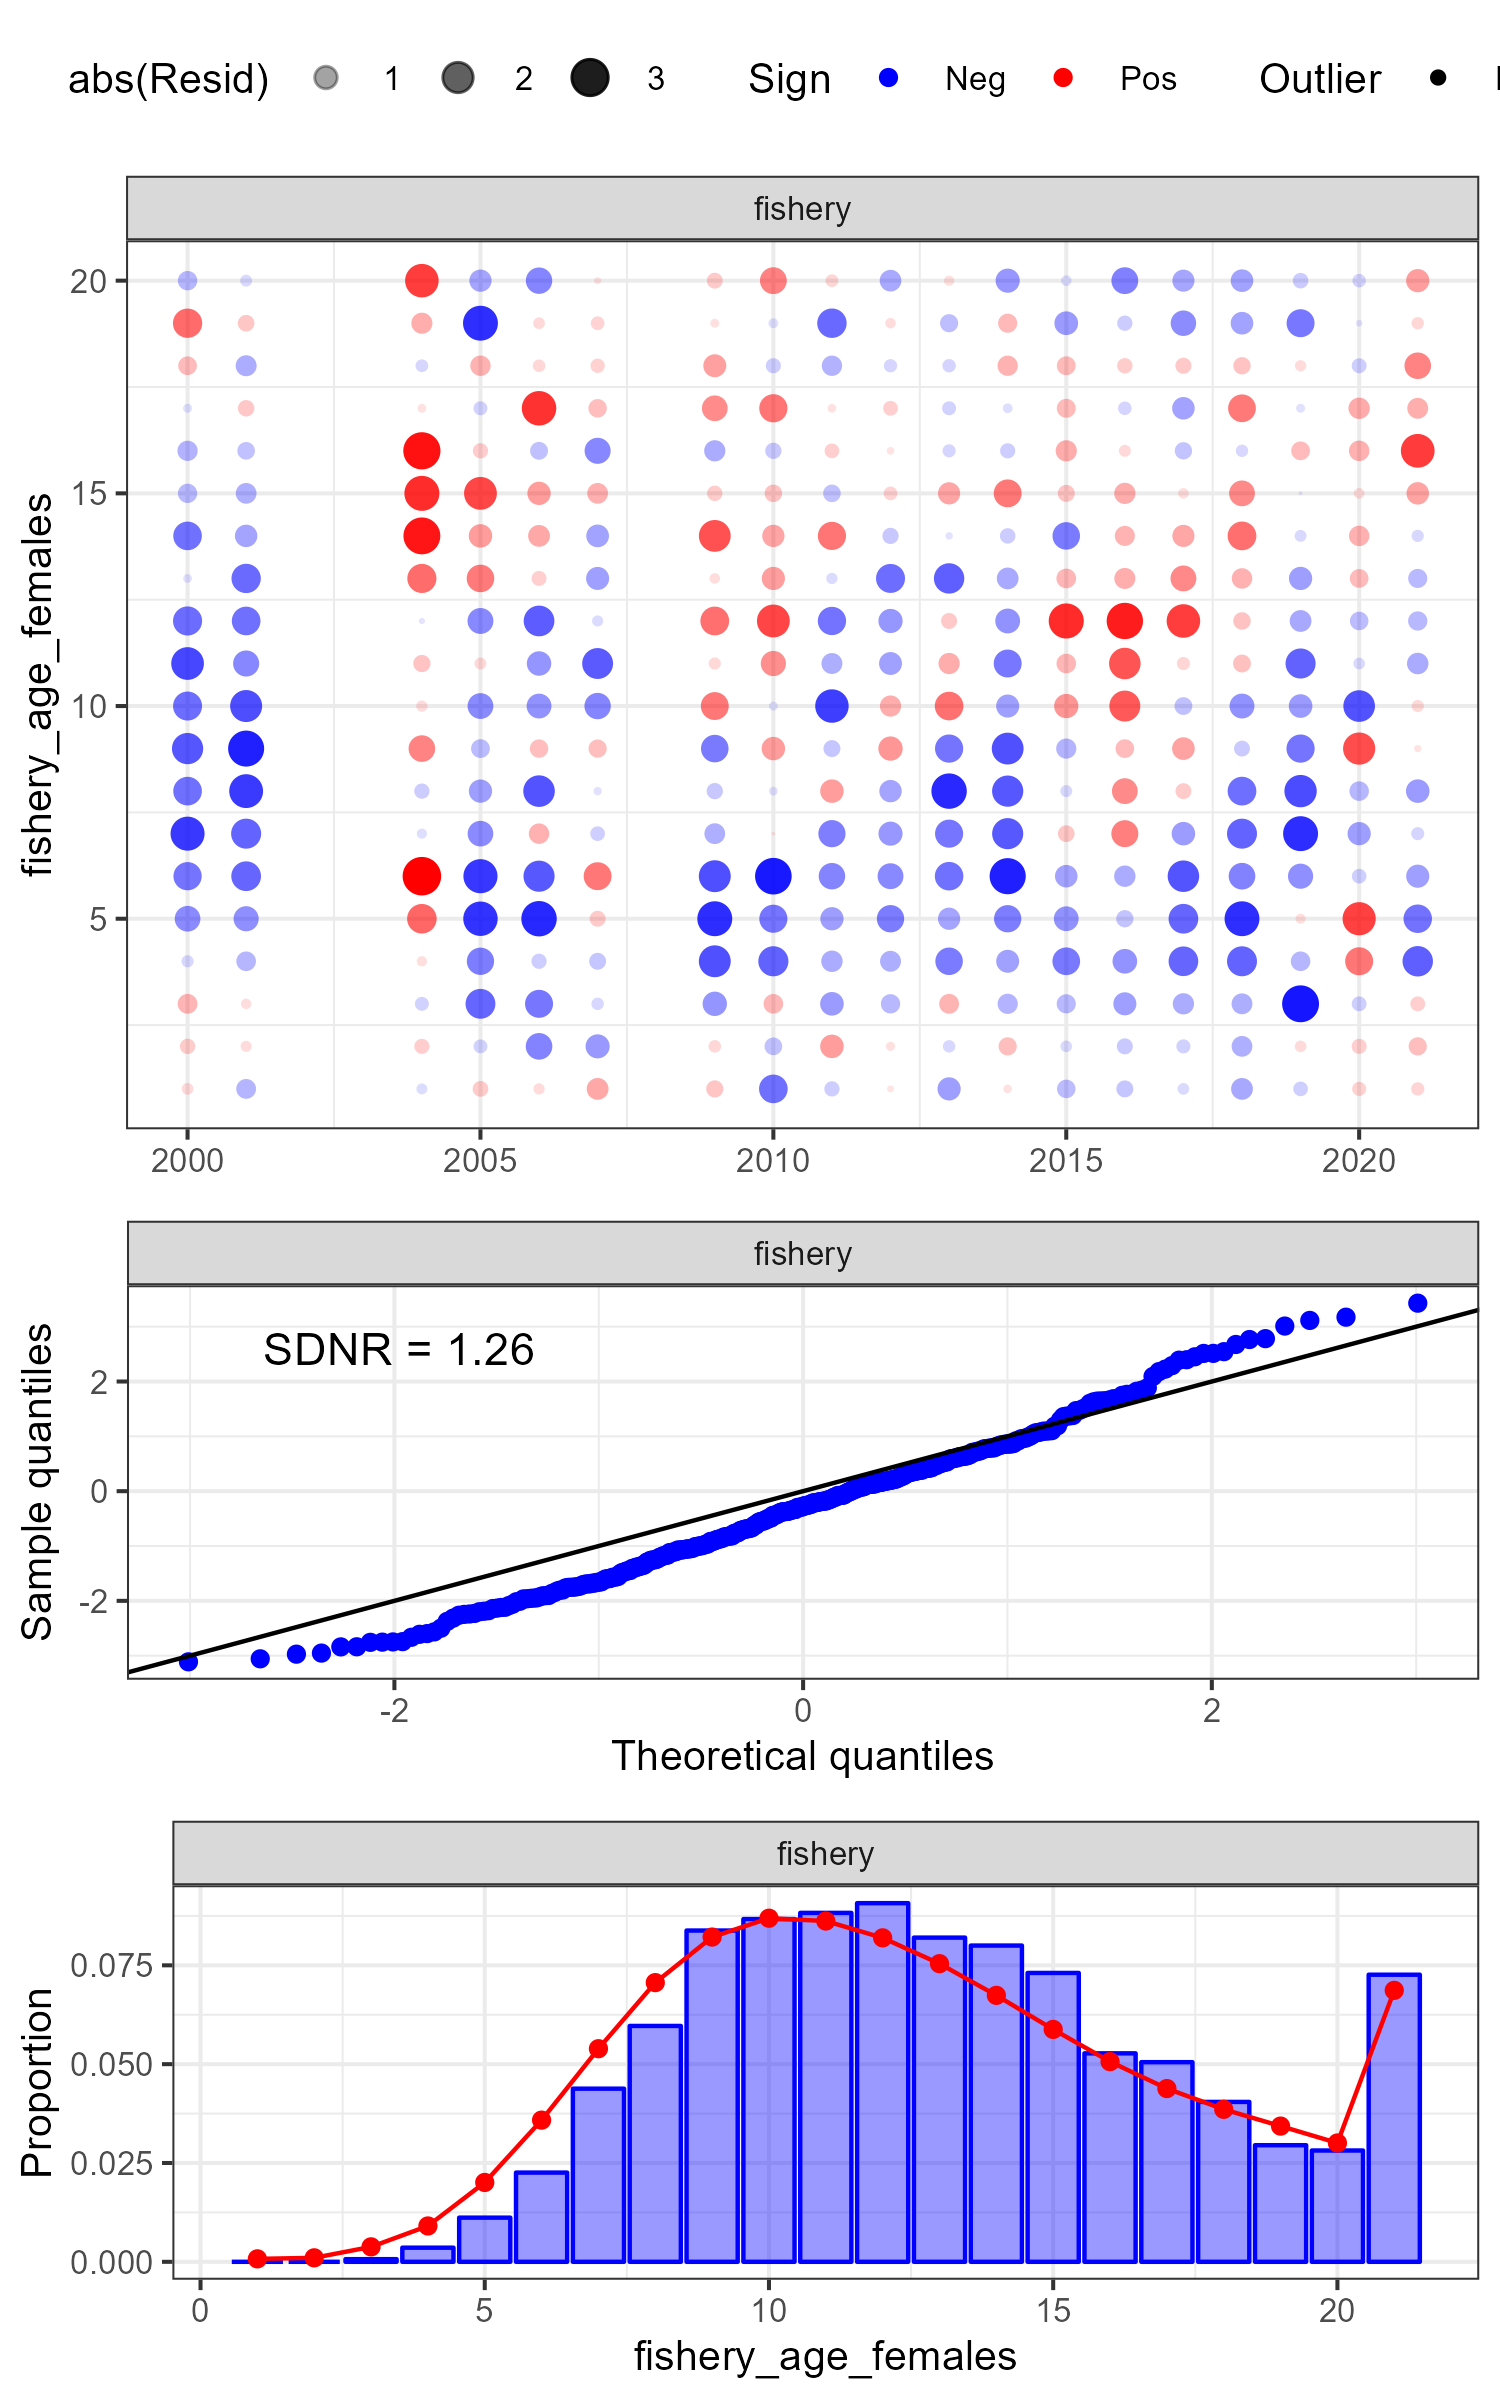 abs(Resid) 1 2 3 Sign Neg Pos Outlier
fishery
20
15
10
5
fishery_age_females
2000 2005 2010 2015 2020
fishery
SDNR = 1.26
2
0
-2
Sample quantiles
-2 0 2
Theoretical quantiles
fishery
0.075
0.050
0.025
0.000
Proportion
0 5 10 15 20
fishery_age_females